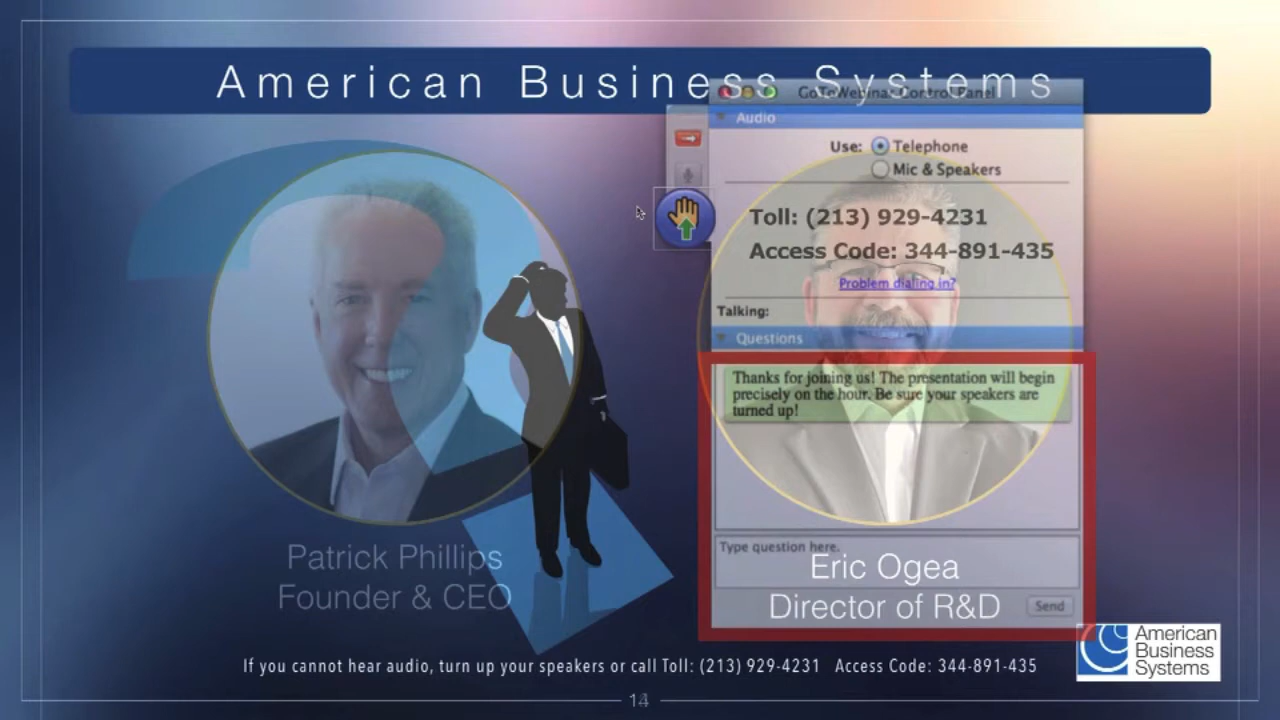 American Business Systems
GoToWebinar Control Panel
Audio
Use: Telephone
Mic & Speakers
Toll: (213) 929-4231
Access Code: 344-891-435
Problem dialing in?
Talking:
Questions
Thanks for joining us! The presentation will begin
precisely on the hour. Be sure your speakers are
turned up!
Type question here.
Patrick Phillips
Founder & CEO
Eric Ogea
Director of R&D
Send
American
Business
Systems
If you cannot hear audio, turn up your speakers or call Toll: (213) 929-4231 Access Code: 344-891-435